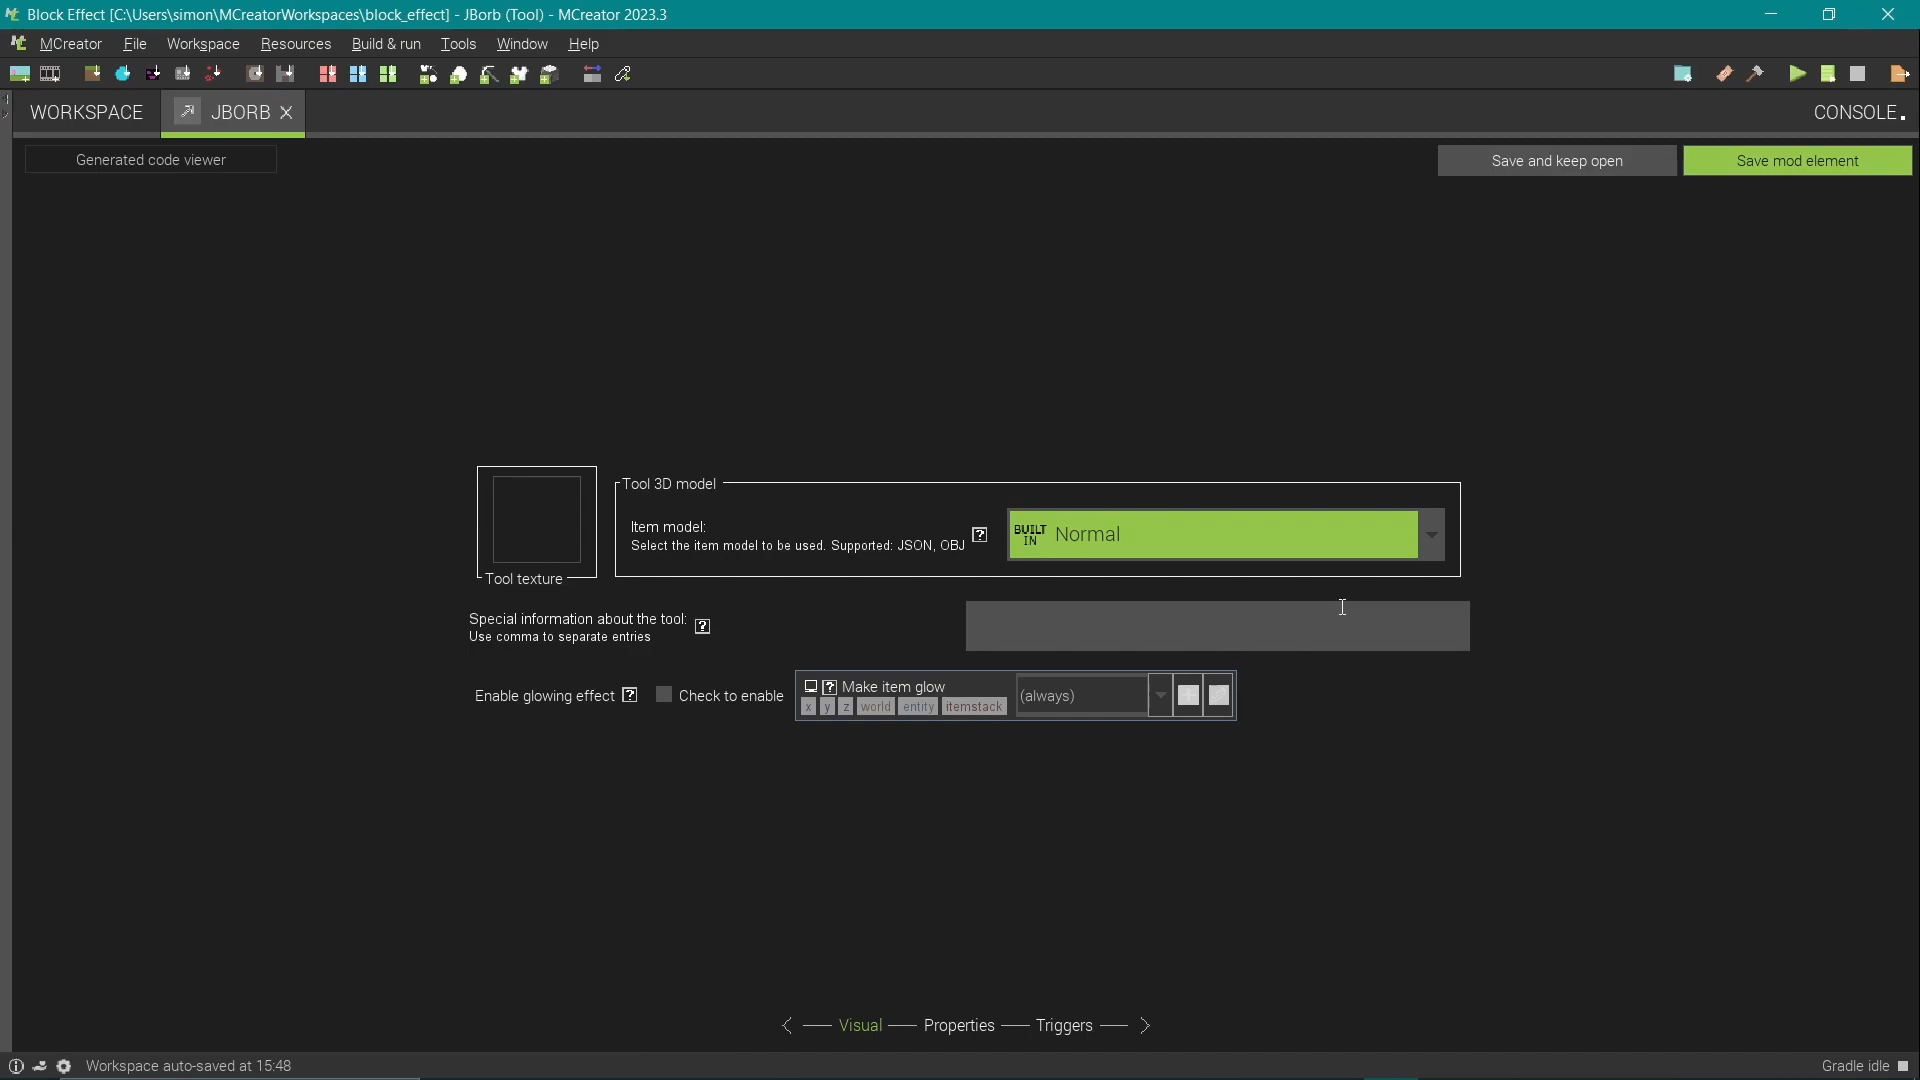 Block Effect [C:\Users\simon\MCreatorWorkspaces\block_effect] - JBorb (Tool) - MCreator 2023.3
MCreator File Workspace Resources Build & run Tools Window Help
WORKSPACE JBORB CONSOLE
Generated code viewer Save and keep open Save mod element
Tool 3D model
Item model:
Select the item model to be used. Supported: JSON, OBJ ?
BUILT IN Normal
Tool texture
Special information about the tool: ?
Use comma to separate entries
Enable glowing effect ? Check to enable ? Make item glow (always)
x y z world entity itemstack
Visual Properties Triggers
Workspace auto-saved at 15:48 Gradle idle